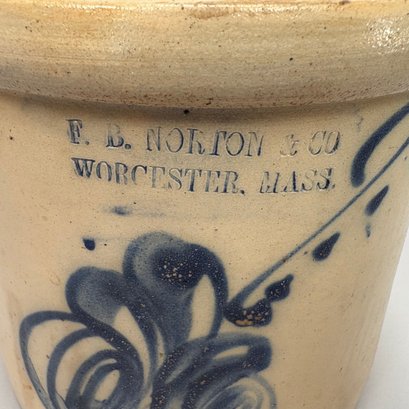 F. B. NORTON & CO
WORCESTER, MASS.